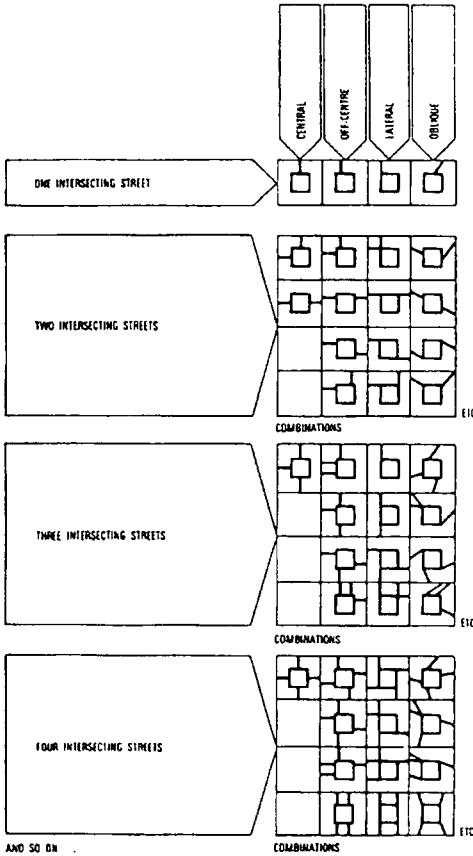 CENTRAL
OFF-CENTRE
LATERAL
OBLIQUE
ONE INTERSECTING STREET
TWO INTERSECTING STREETS
ETC
COMBINATIONS
THREE INTERSECTING STREETS
ETC
COMBINATIONS
FOUR INTERSECTING STREETS
ETC
AND SO ON
COMBINATIONS